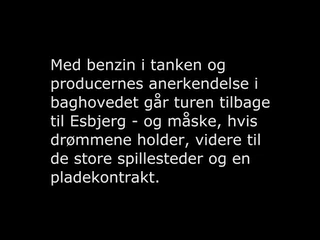 Med benzin i tanken og
producernes anerkendelse i
baghovedet går turen tilbage
til Esbjerg - og måske, hvis
drømmene holder, videre til
de store spillesteder og en
pladekontrakt.